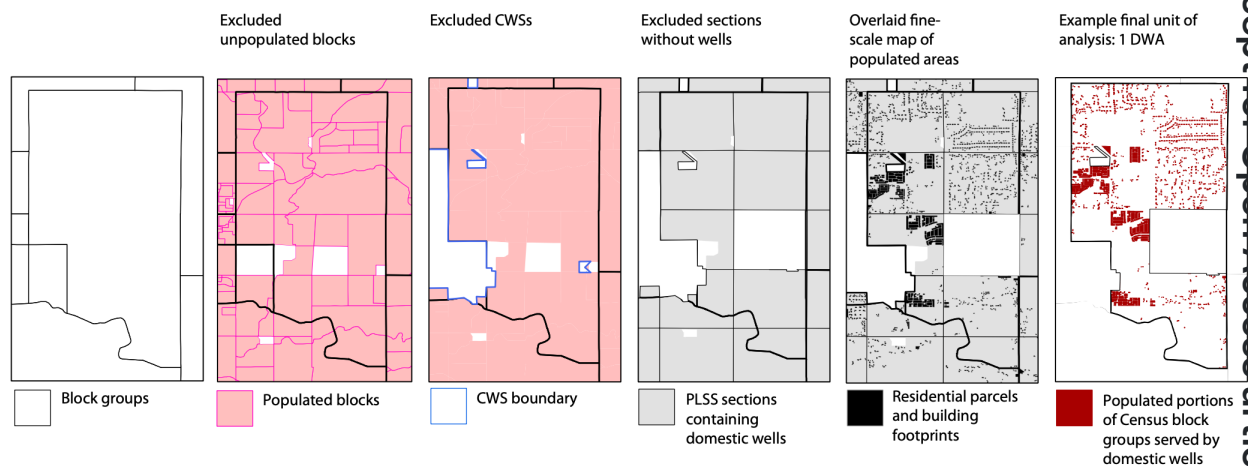 Excluded
unpopulated blocks
Excluded CWSs
Excluded sections
without wells
Overlaid fine-
scale map of
populated areas
Example final unit of
analysis: 1 DWA
Block groups
Populated blocks
CWS boundary
PLSS sections
containing
domestic wells
Residential parcels
and building
footprints
Populated portions
of Census block
groups served by
domestic wells